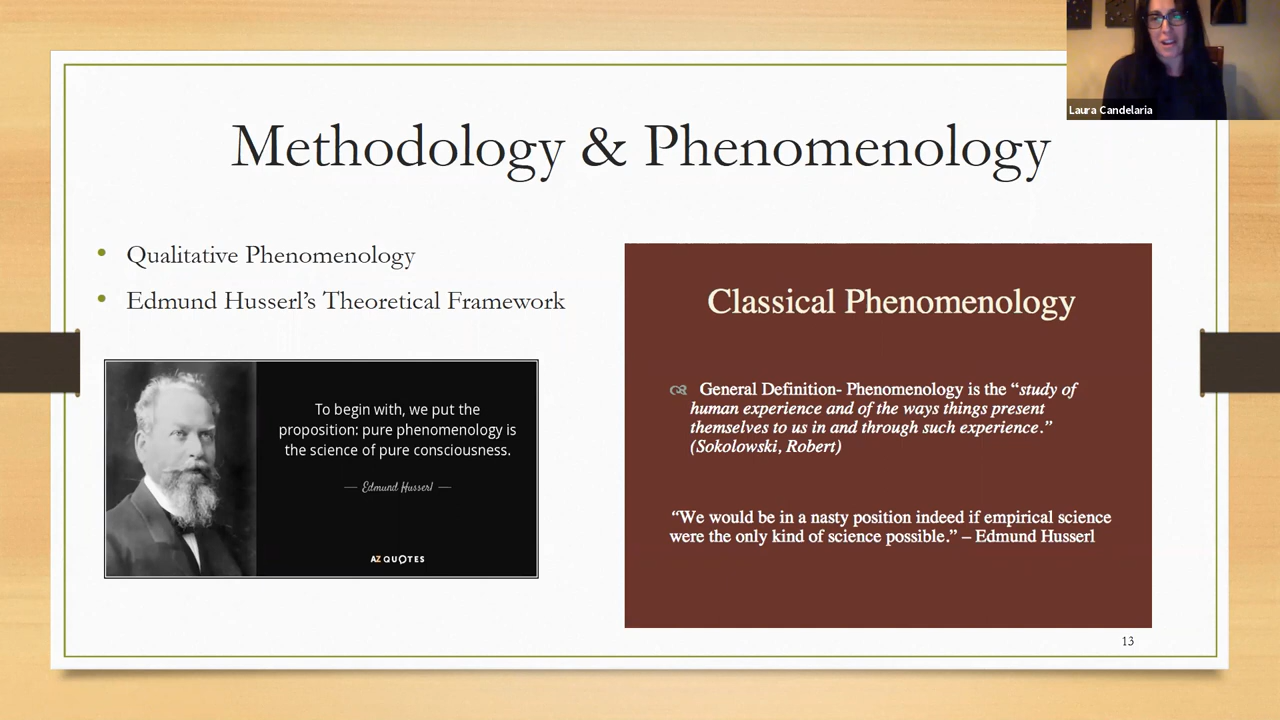 Laura Candelaria
Methodology & Phenomenology
• Qualitative Phenomenology
• Edmund Husserl’s Theoretical Framework
To begin with, we put the
proposition: pure phenomenology is
the science of pure consciousness.
— Edmund Husserl —
AZ QUOTES
Classical Phenomenology
General Definition- Phenomenology is the “study of
human experience and of the ways things present
themselves to us in and through such experience.”
(Sokolowski, Robert)
“We would be in a nasty position indeed if empirical science
were the only kind of science possible.” – Edmund Husserl
13